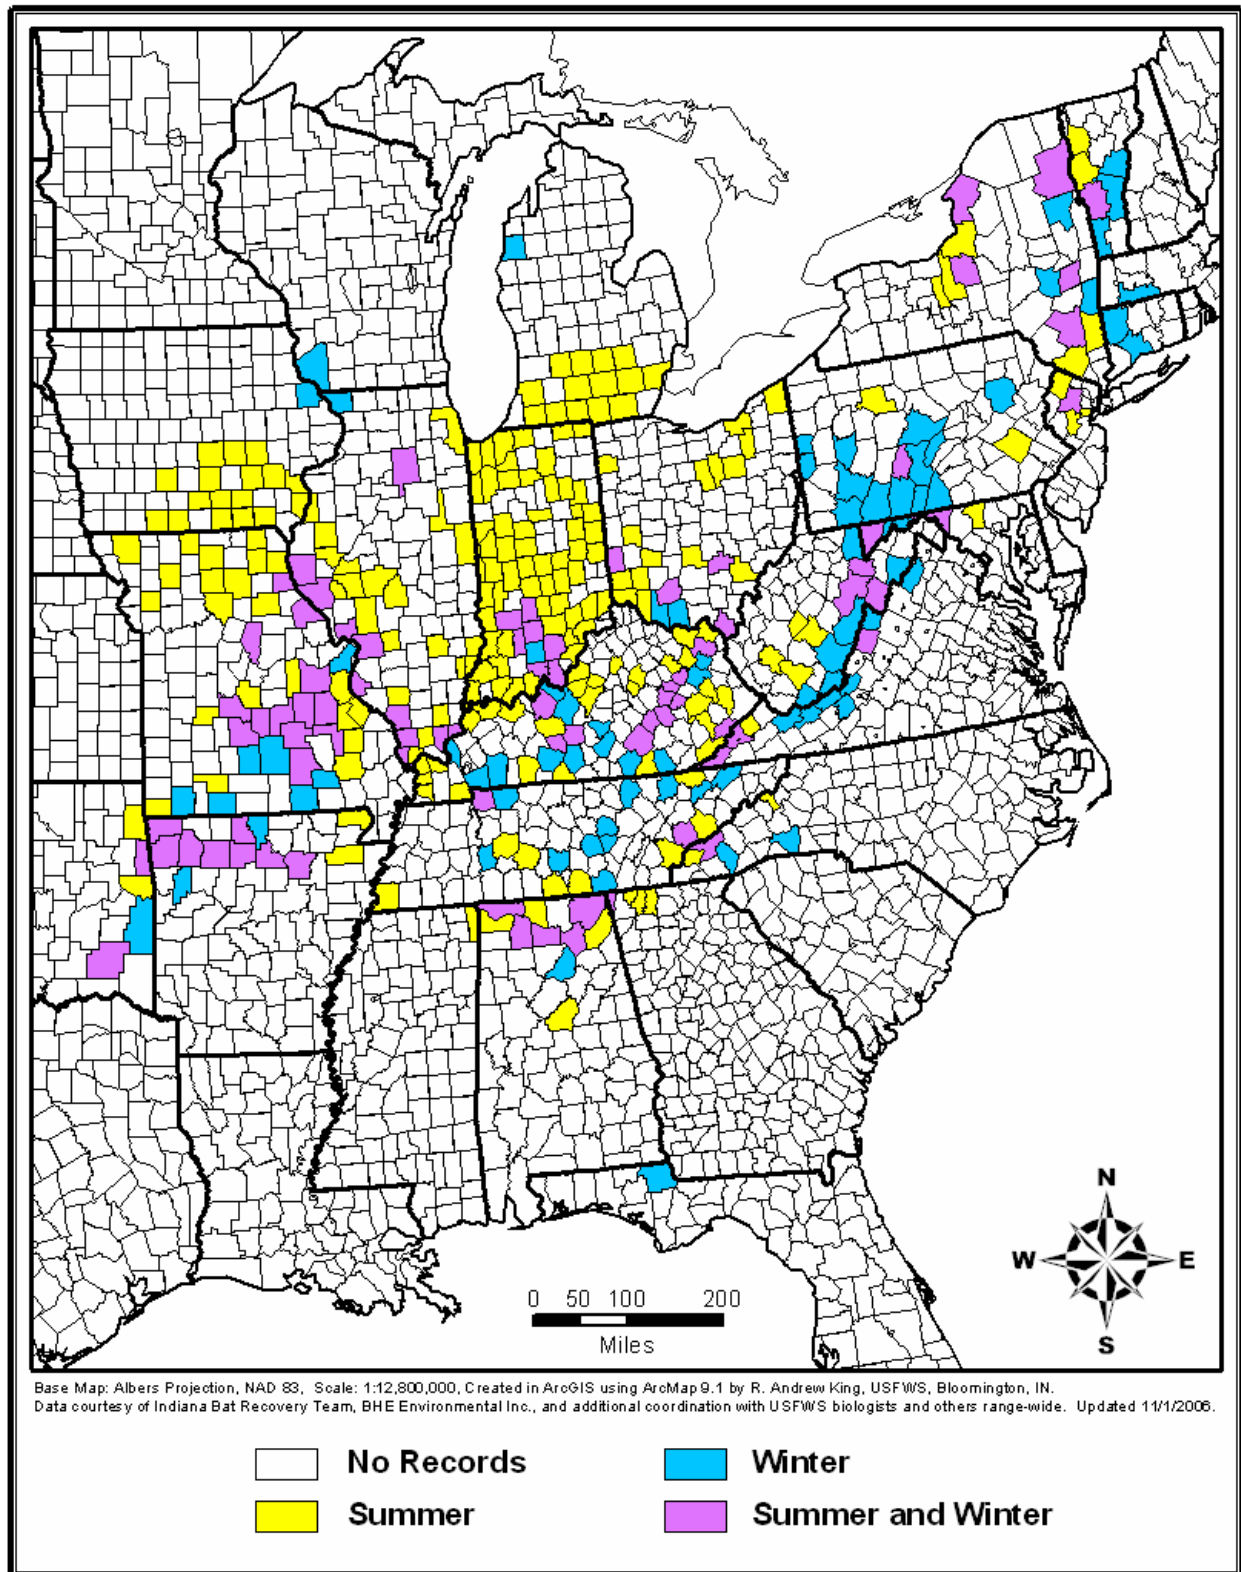 N
W E
S
0 50 100 200
Miles
Base Map: Albers Projection, NAD 83, Scale: 1:12,800,000, Created in ArcGIS using ArcMap 9.1 by R. Andrew King, USFWS, Bloomington, IN.
Data courtesy of Indiana Bat Recovery Team, BHE Environmental Inc., and additional coordination with USFWS biologists and others range-wide. Updated 11/1/2006.
No Records Winter
Summer Summer and Winter